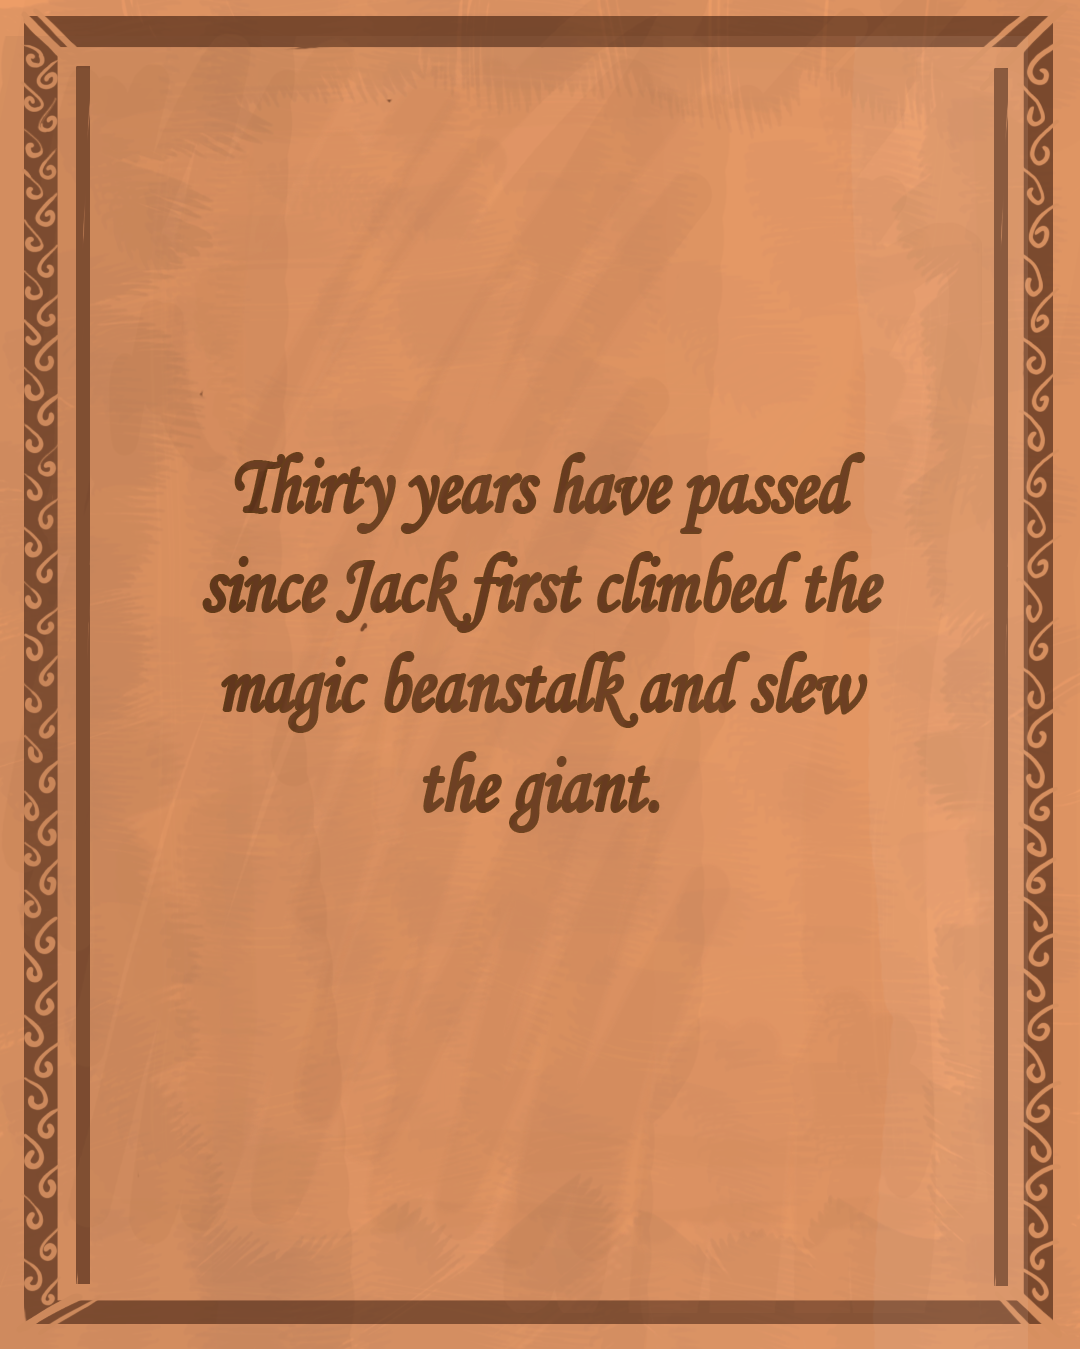 Thirty years have passed
since Jack first climbed the
magic beanstalk and slew
the giant.